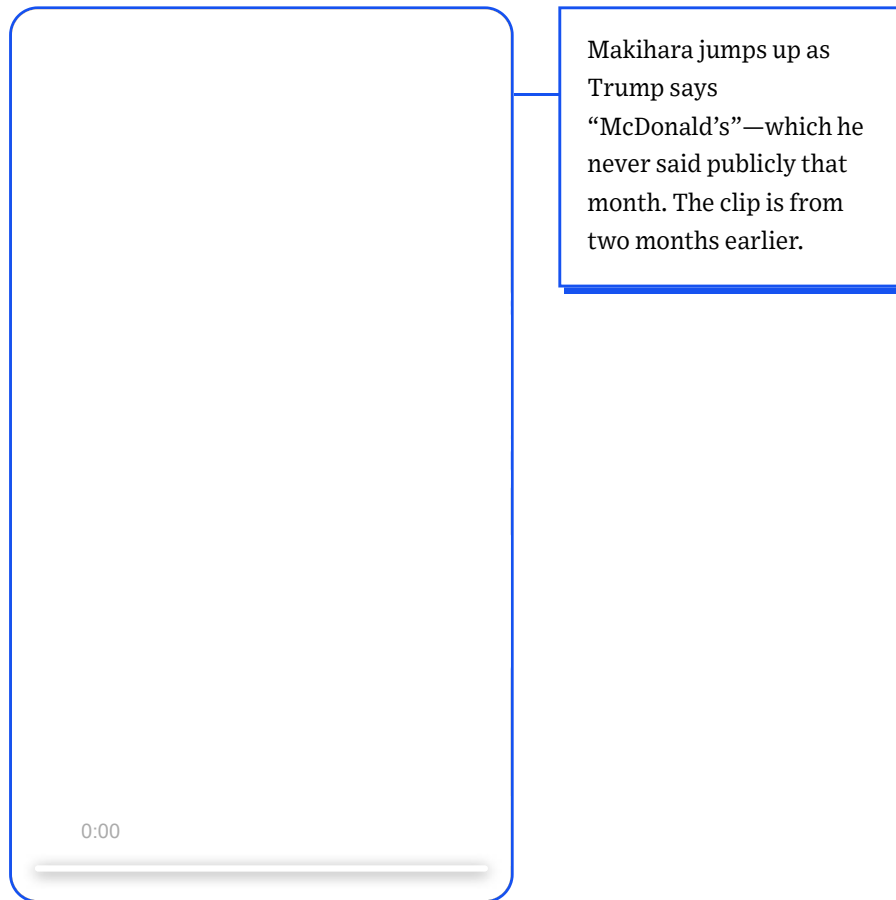 Makihara jumps up as
Trump says
“McDonald’s”—which he
never said publicly that
month. The clip is from
two months earlier.
0:00